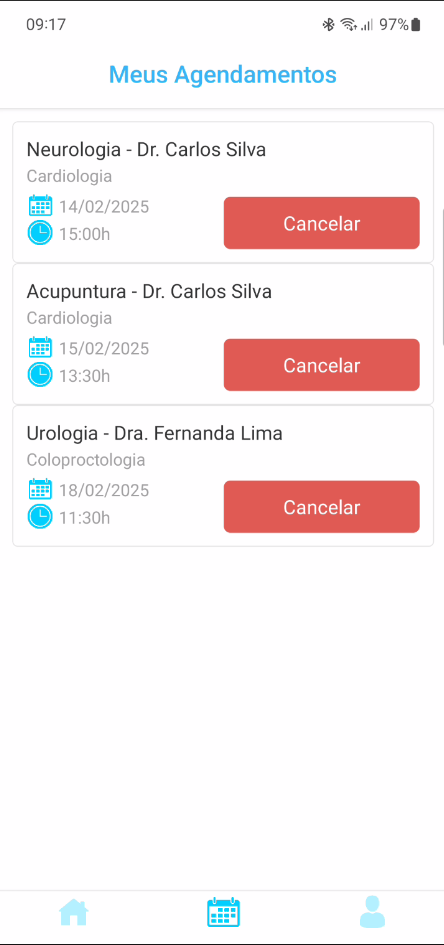 09:17 97%
Meus Agendamentos
Neurologia - Dr. Carlos Silva
Cardiologia
14/02/2025
15:00h
Cancelar
Acupuntura - Dr. Carlos Silva
Cardiologia
15/02/2025
13:30h
Cancelar
Urologia - Dra. Fernanda Lima
Coloproctologia
18/02/2025
11:30h
Cancelar